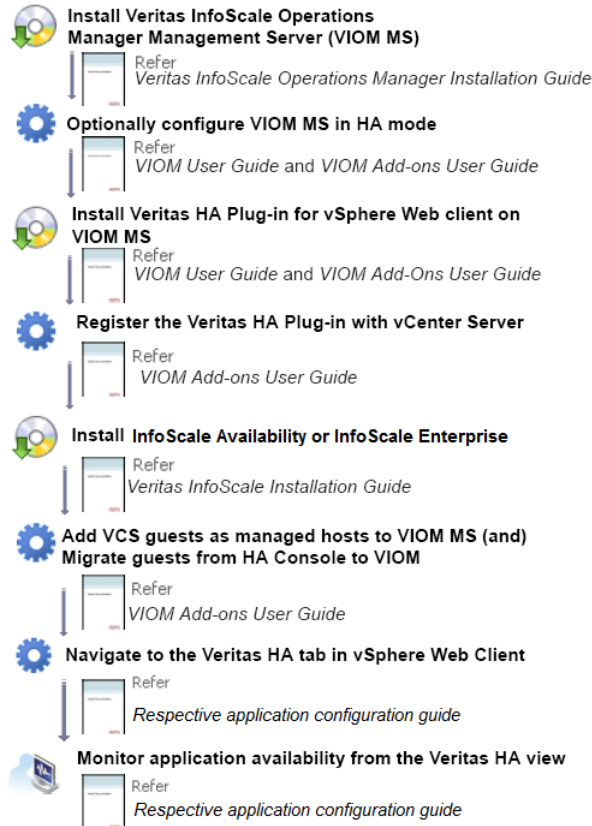 Install Veritas InfoScale Operations
Manager Management Server (VIOM MS)
Refer
Veritas InfoScale Operations Manager Installation Guide
Optionally configure VIOM MS in HA mode
Refer
VIOM User Guide and VIOM Add-ons User Guide
Install Veritas HA Plug-in for vSphere Web client on
VIOM MS
Refer
VIOM User Guide and VIOM Add-Ons User Guide
Register the Veritas HA Plug-in with vCenter Server
Refer
VIOM Add-ons User Guide
Install InfoScale Availability or InfoScale Enterprise
Refer
Veritas InfoScale Installation Guide
Add VCS guests as managed hosts to VIOM MS (and)
Migrate guests from HA Console to VIOM
Refer
VIOM Add-ons User Guide
Navigate to the Veritas HA tab in vSphere Web Client
Refer
Respective application configuration guide
Monitor application availability from the Veritas HA view
Refer
Respective application configuration guide